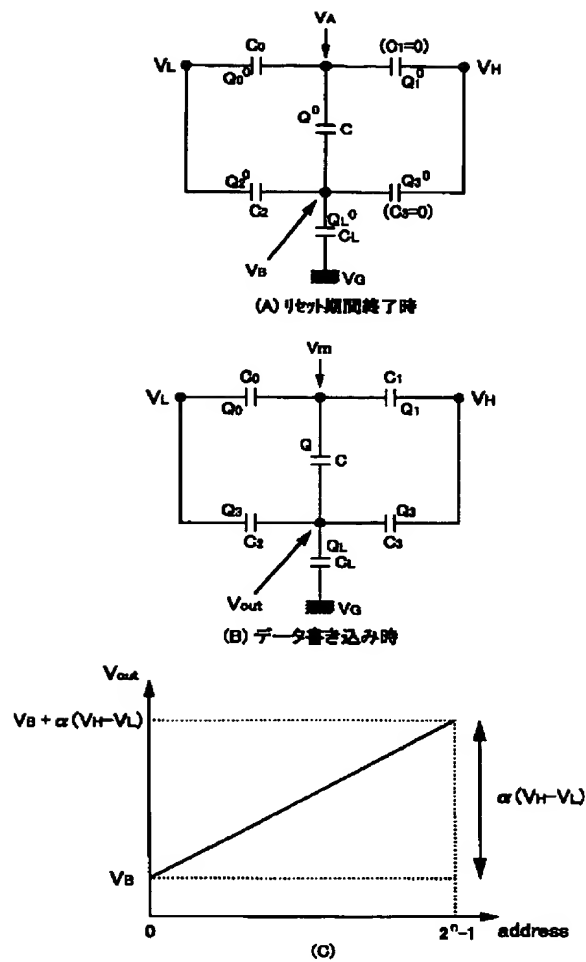 VA
C0 (C1=0)
VL Q0⁰ Q1⁰ VH
Q⁰ C
Q2⁰ Q3⁰
C2 QL⁰ (C3=0)
CL
VB VG
(A) リセット期間終了時
Vm
C0 C1
VL Q0 Q1 VH
Q C
Q3 Q3
C2 QL C3
CL
Vout VG
(B) データ書き込み時
Vout
VB + α(VH−VL)
α(VH−VL)
VB
0 2ⁿ−1 address
(C)